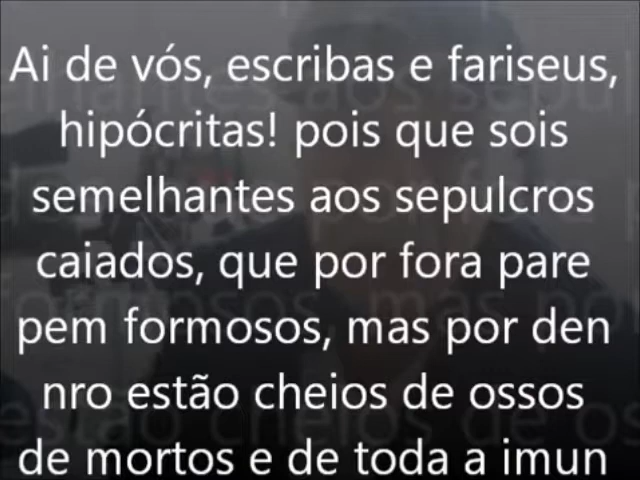 Ai de vós, escribas e fariseus,
hipócritas! pois que sois
semelhantes aos sepulcros
caiados, que por fora pare
pem formosos, mas por den
nro estão cheios de ossos
de mortos e de toda a imun